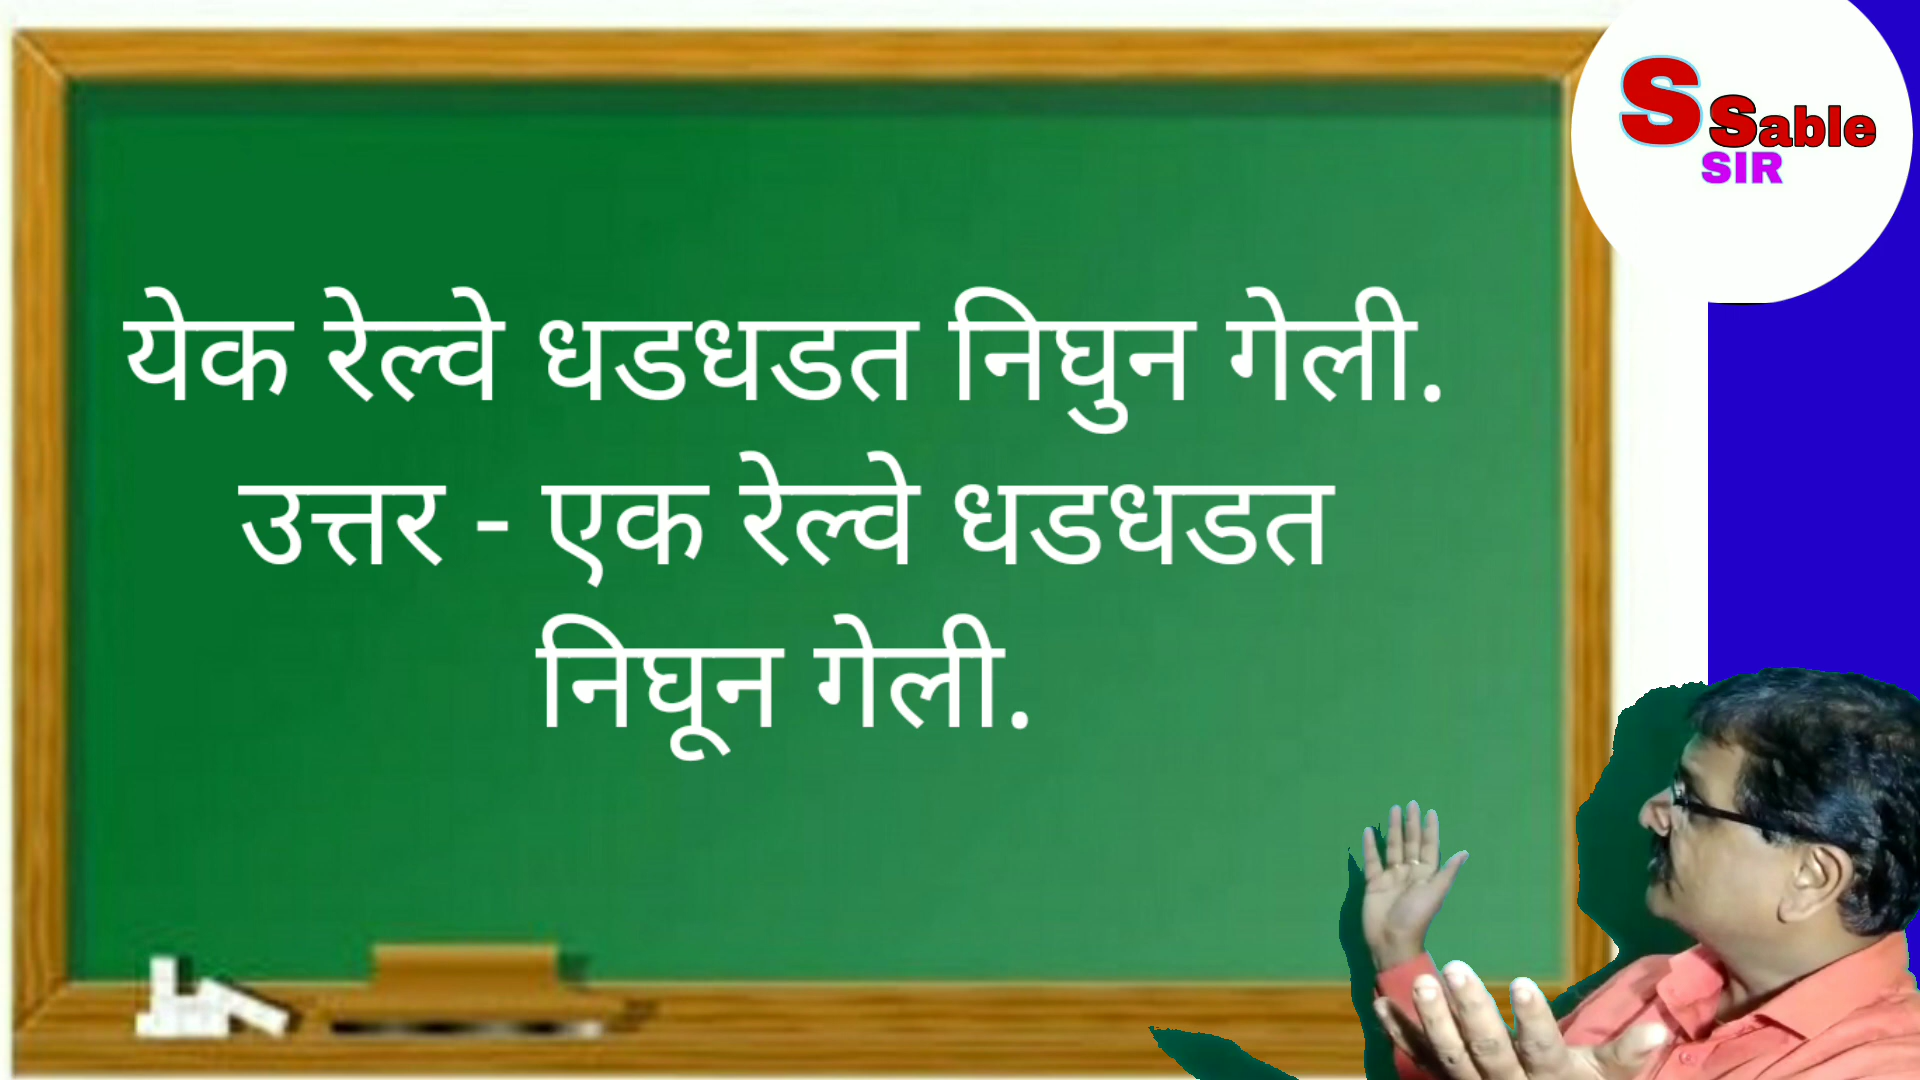 येक रेल्वे धडधडत निघुन गेली.
उत्तर - एक रेल्वे धडधडत
निघून गेली.
S Sable
SIR